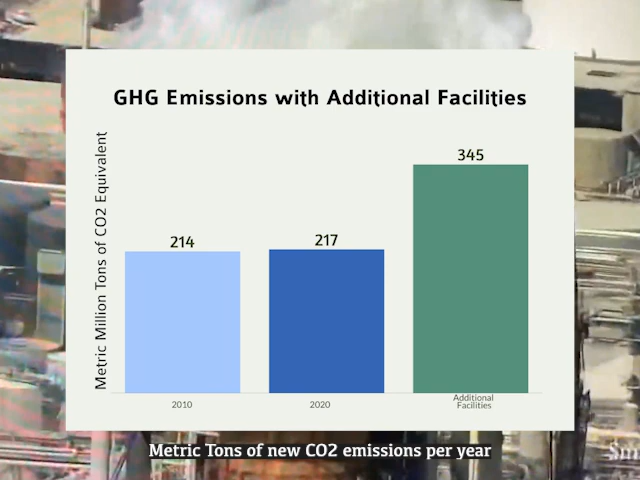 GHG Emissions with Additional Facilities
Metric Million Tons of CO2 Equivalent
214
217
345
2010
2020
Additional
Facilities
Metric Tons of new CO2 emissions per year